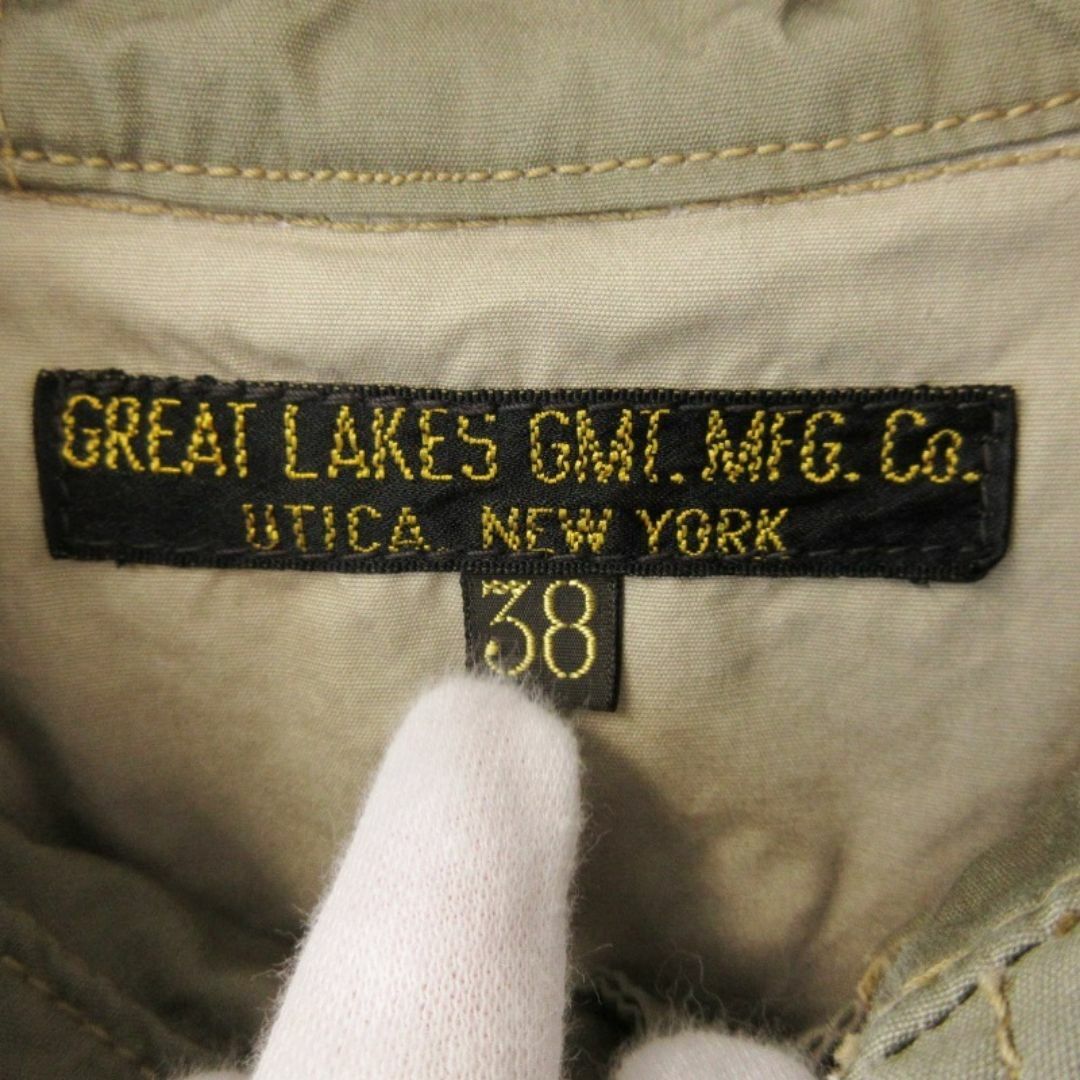 GREAT LAKES GMT. MFG. Co.
UTICA. NEW YORK
38